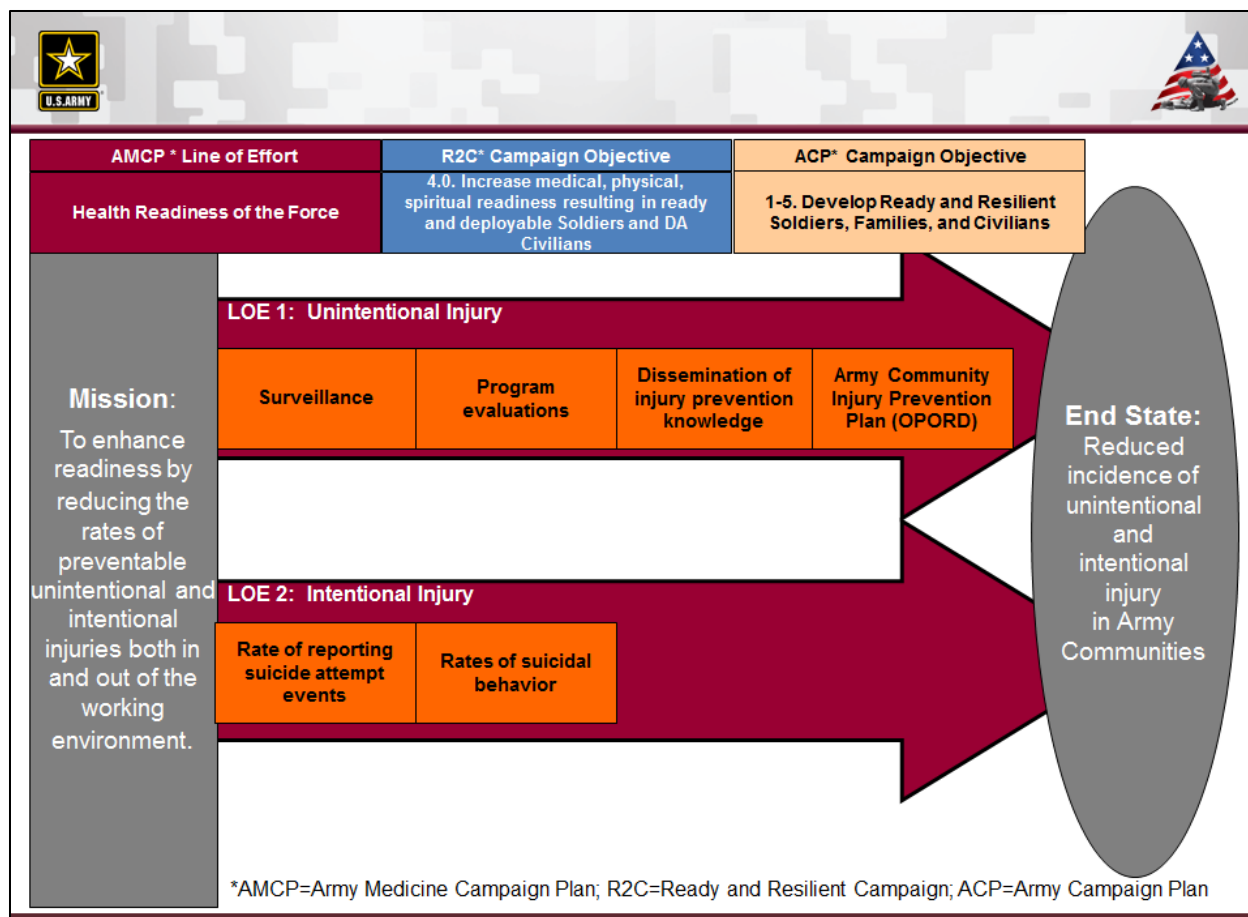 U.S.ARMY
AMCP * Line of Effort
R2C* Campaign Objective
ACP* Campaign Objective
Health Readiness of the Force
4.0. Increase medical, physical,
spiritual readiness resulting in ready
and deployable Soldiers and DA
Civilians
1-5. Develop Ready and Resilient
Soldiers, Families, and Civilians
Mission:
To enhance
readiness by
reducing the
rates of
preventable
unintentional and
intentional
injuries both in
and out of the
working
environment.
LOE 1: Unintentional Injury
Surveillance
Program
evaluations
Dissemination of
injury prevention
knowledge
Army Community
Injury Prevention
Plan (OPORD)
LOE 2: Intentional Injury
Rate of reporting
suicide attempt
events
Rates of suicidal
behavior
End State:
Reduced
incidence of
unintentional
and
intentional
injury
in Army
Communities
*AMCP=Army Medicine Campaign Plan; R2C=Ready and Resilient Campaign; ACP=Army Campaign Plan